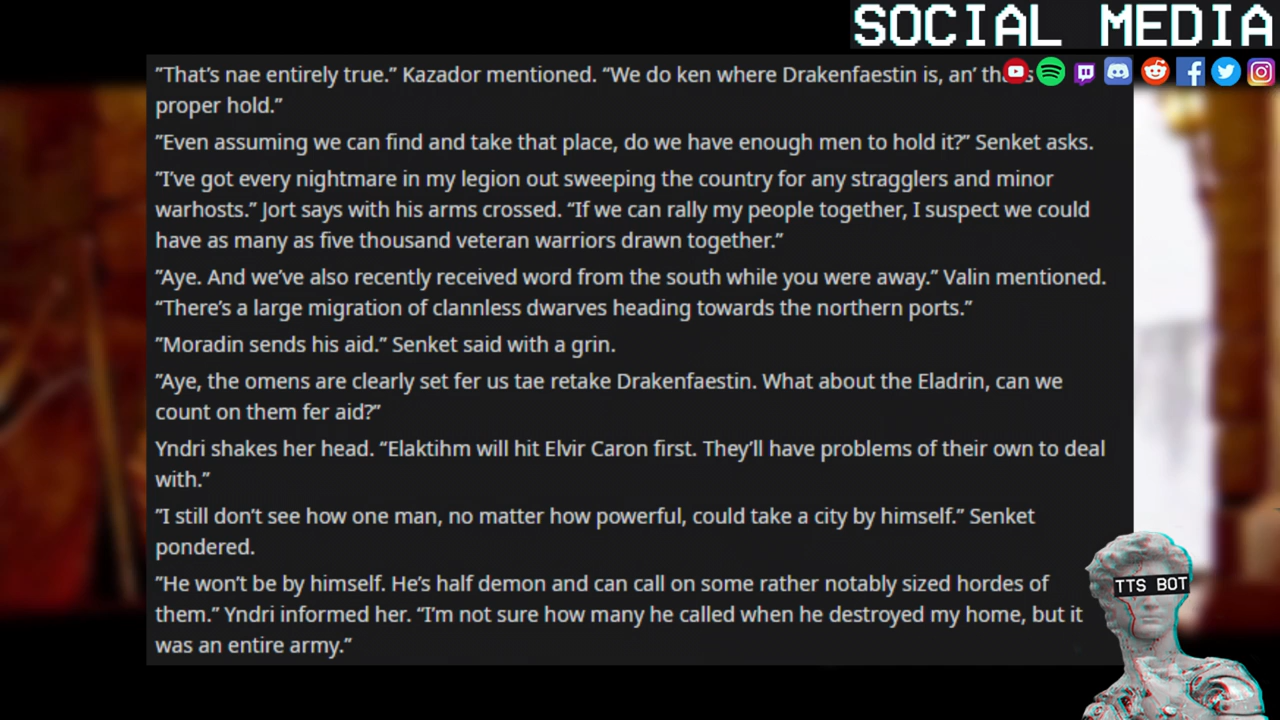 SOCIAL MEDIA
”That’s nae entirely true.” Kazador mentioned. “We do ken where Drakenfaestin is, an’
proper hold.”
”Even assuming we can find and take that place, do we have enough men to hold it?” Senket asks.
”I’ve got every nightmare in my legion out sweeping the country for any stragglers and minor
warhosts.” Jort says with his arms crossed. “If we can rally my people together, I suspect we could
have as many as five thousand veteran warriors drawn together.”
”Aye. And we’ve also recently received word from the south while you were away.” Valin mentioned.
“There’s a large migration of clannless dwarves heading towards the northern ports.”
”Moradin sends his aid.” Senket said with a grin.
”Aye, the omens are clearly set fer us tae retake Drakenfaestin. What about the Eladrin, can we
count on them fer aid?”
Yndri shakes her head. “Elaktihm will hit Elvir Caron first. They’ll have problems of their own to deal
with.”
”I still don’t see how one man, no matter how powerful, could take a city by himself.” Senket
pondered.
”He won’t be by himself. He’s half demon and can call on some rather notably sized hordes of
them.” Yndri informed her. “I’m not sure how many he called when he destroyed my home, but it
was an entire army.”
TTS BOT